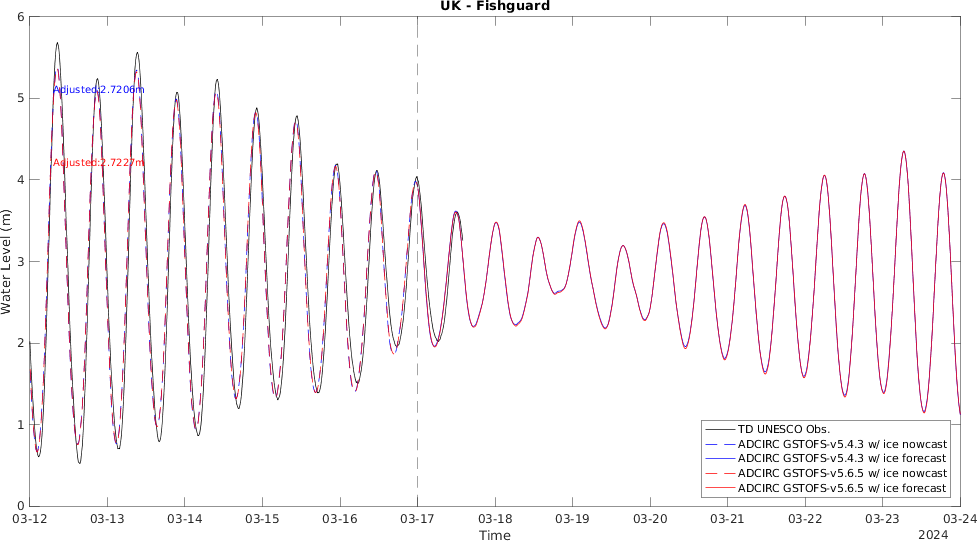 UK - Fishguard
6
5
4
3
2
1
0
Water Level (m)
Adjusted:2.7206m
Adjusted:2.7227m
TD UNESCO Obs.
ADCIRC GSTOFS-v5.4.3 w/ ice nowcast
ADCIRC GSTOFS-v5.4.3 w/ ice forecast
ADCIRC GSTOFS-v5.6.5 w/ ice nowcast
ADCIRC GSTOFS-v5.6.5 w/ ice forecast
03-12 03-13 03-14 03-15 03-16 03-17 03-18 03-19 03-20 03-21 03-22 03-23 03-24
Time
2024